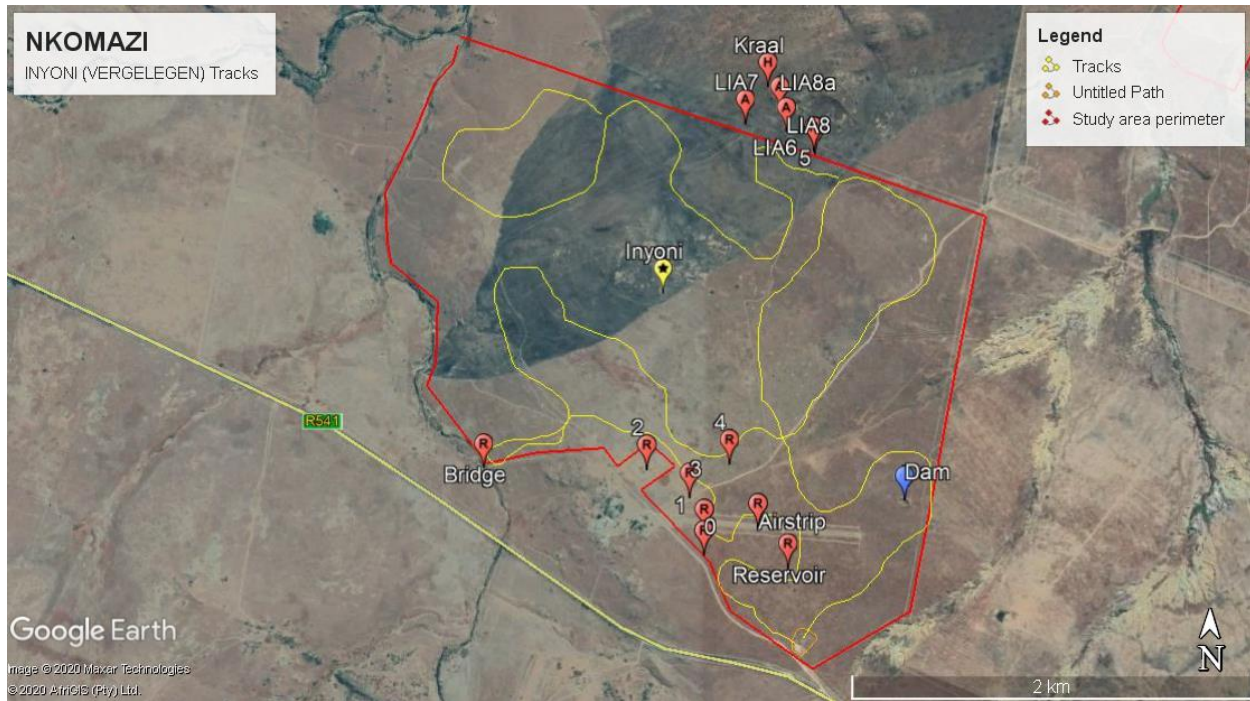 NKOMAZI
INYONI (VERGELEGEN) Tracks
Legend
Tracks
Untitled Path
Study area perimeter
Kraal
H
LIA7
LIA8a
A
A
A
LIA8
LIA6
5
Inyoni
R541
2
4
R
R
R
Bridge
3
R
Dam
1
R
R
Airstrip
0
R
R
Reservoir
Google Earth
Image © 2020 Maxar Technologies
© 2020 AfriGIS (Pty) Ltd.
N
2 km